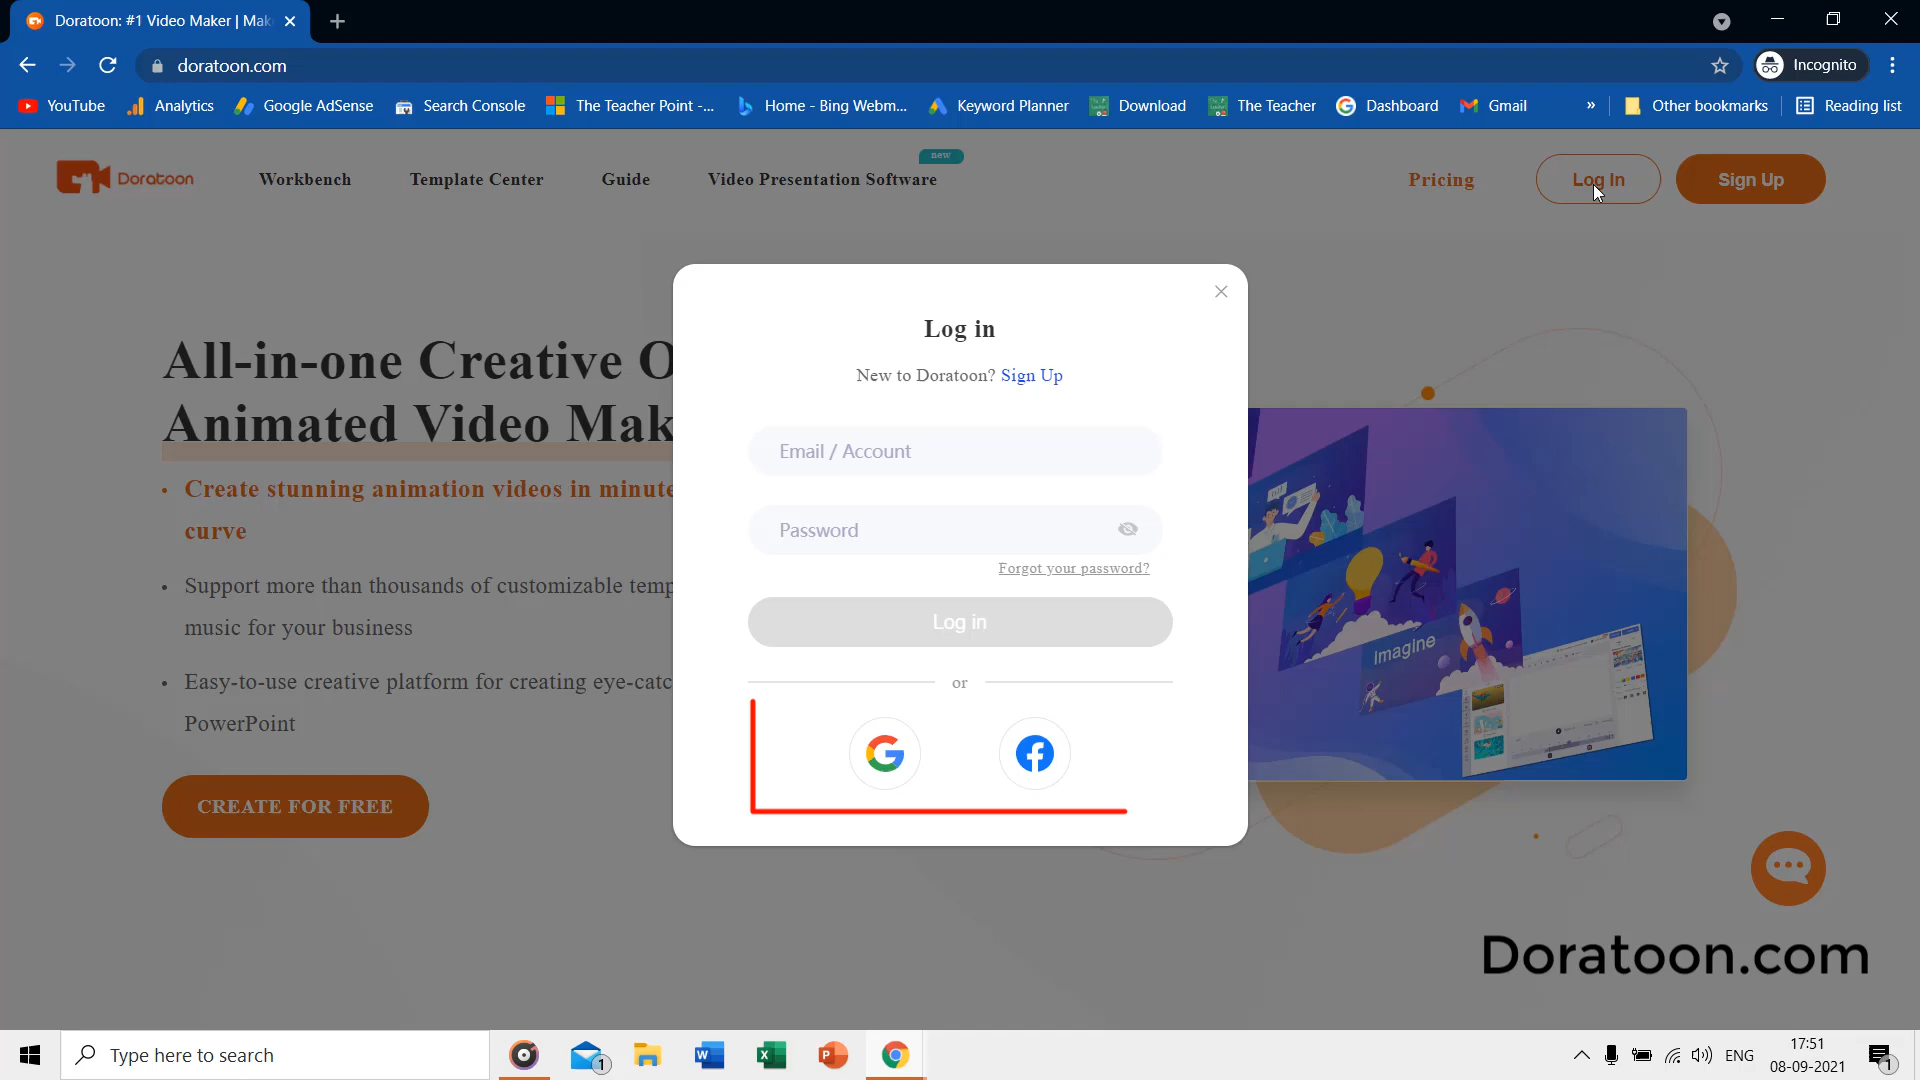 Doratoon: #1 Video Maker | Mak
doratoon.com
Incognito
YouTube
Analytics
Google AdSense
Search Console
The Teacher Point -...
Home - Bing Webm...
Keyword Planner
Download
The Teacher
Dashboard
Gmail
»
Other bookmarks
Reading list
Doratoon
Workbench
Template Center
Guide
Video Presentation Software
new
Pricing
Log In
Sign Up
All-in-one Creative O
Animated Video Mak
• Create stunning animation videos in minute
curve
• Support more than thousands of customizable temp
music for your business
• Easy-to-use creative platform for creating eye-catc
PowerPoint
CREATE FOR FREE
Log in
New to Doratoon? Sign Up
Email / Account
Password
Forgot your password?
Log in
or
imagine
Doratoon.com
Type here to search
1
ENG
17:51
08-09-2021
1